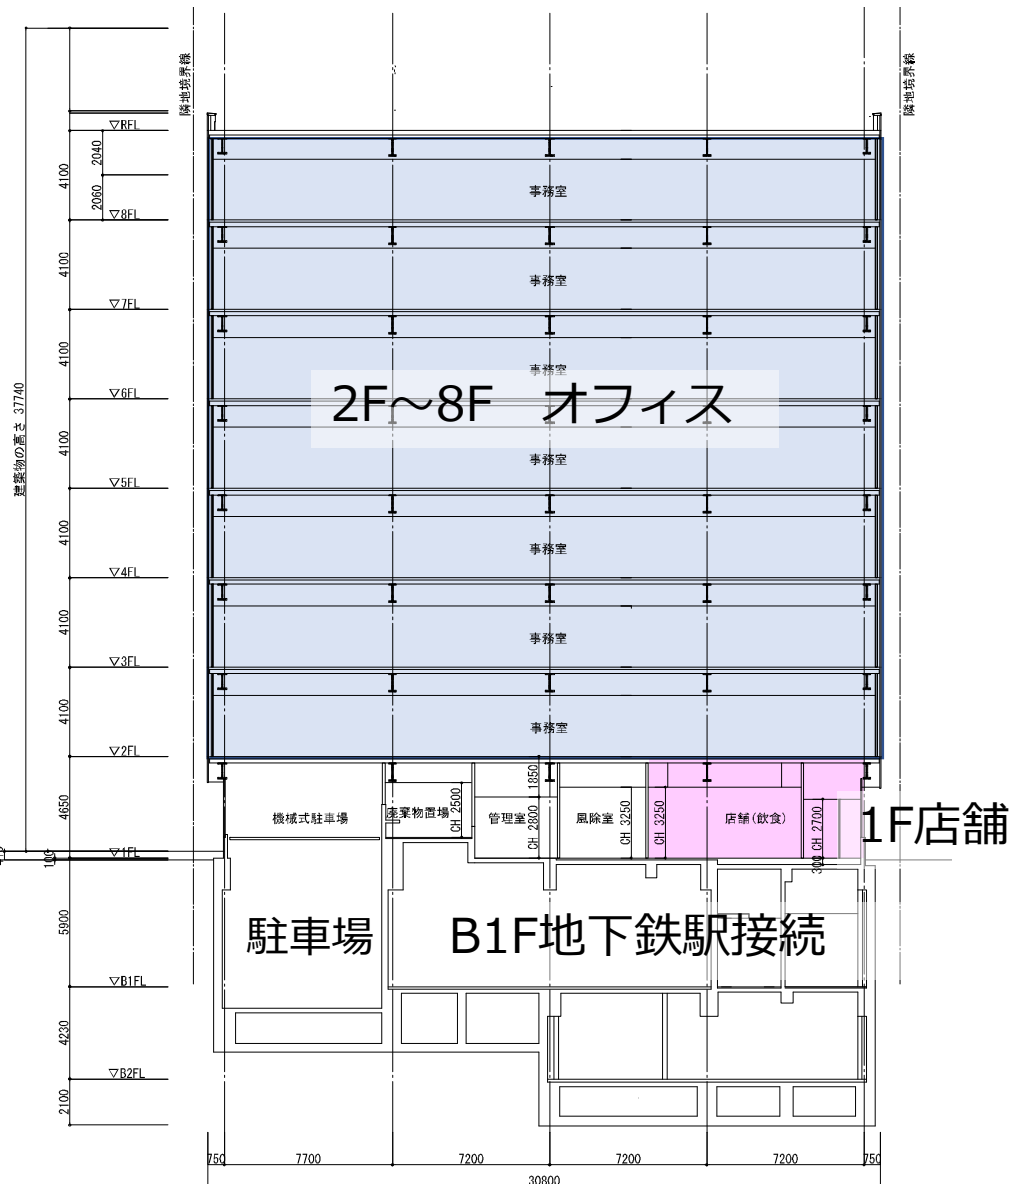 隣地境界線
隣地境界線
▽RFL
2040
4100
2060
事務室
▽8FL
4100
事務室
▽7FL
4100
事務室
建築物の高さ 37740
▽6FL
2F～8F　オフィス
4100
事務室
▽5FL
4100
事務室
▽4FL
4100
事務室
▽3FL
4100
事務室
▽2FL
4650
機械式駐車場
廃棄物置場
CH 2500
管理室
1850
CH 2800
風除室
CH 3250
CH 3250
店舗(飲食)
CH 2700
300
1F店舗
▽1FL
100
5900
駐車場
B1F地下鉄駅接続
▽B1FL
4230
▽B2FL
2100
750
7700
7200
7200
7200
750
30800